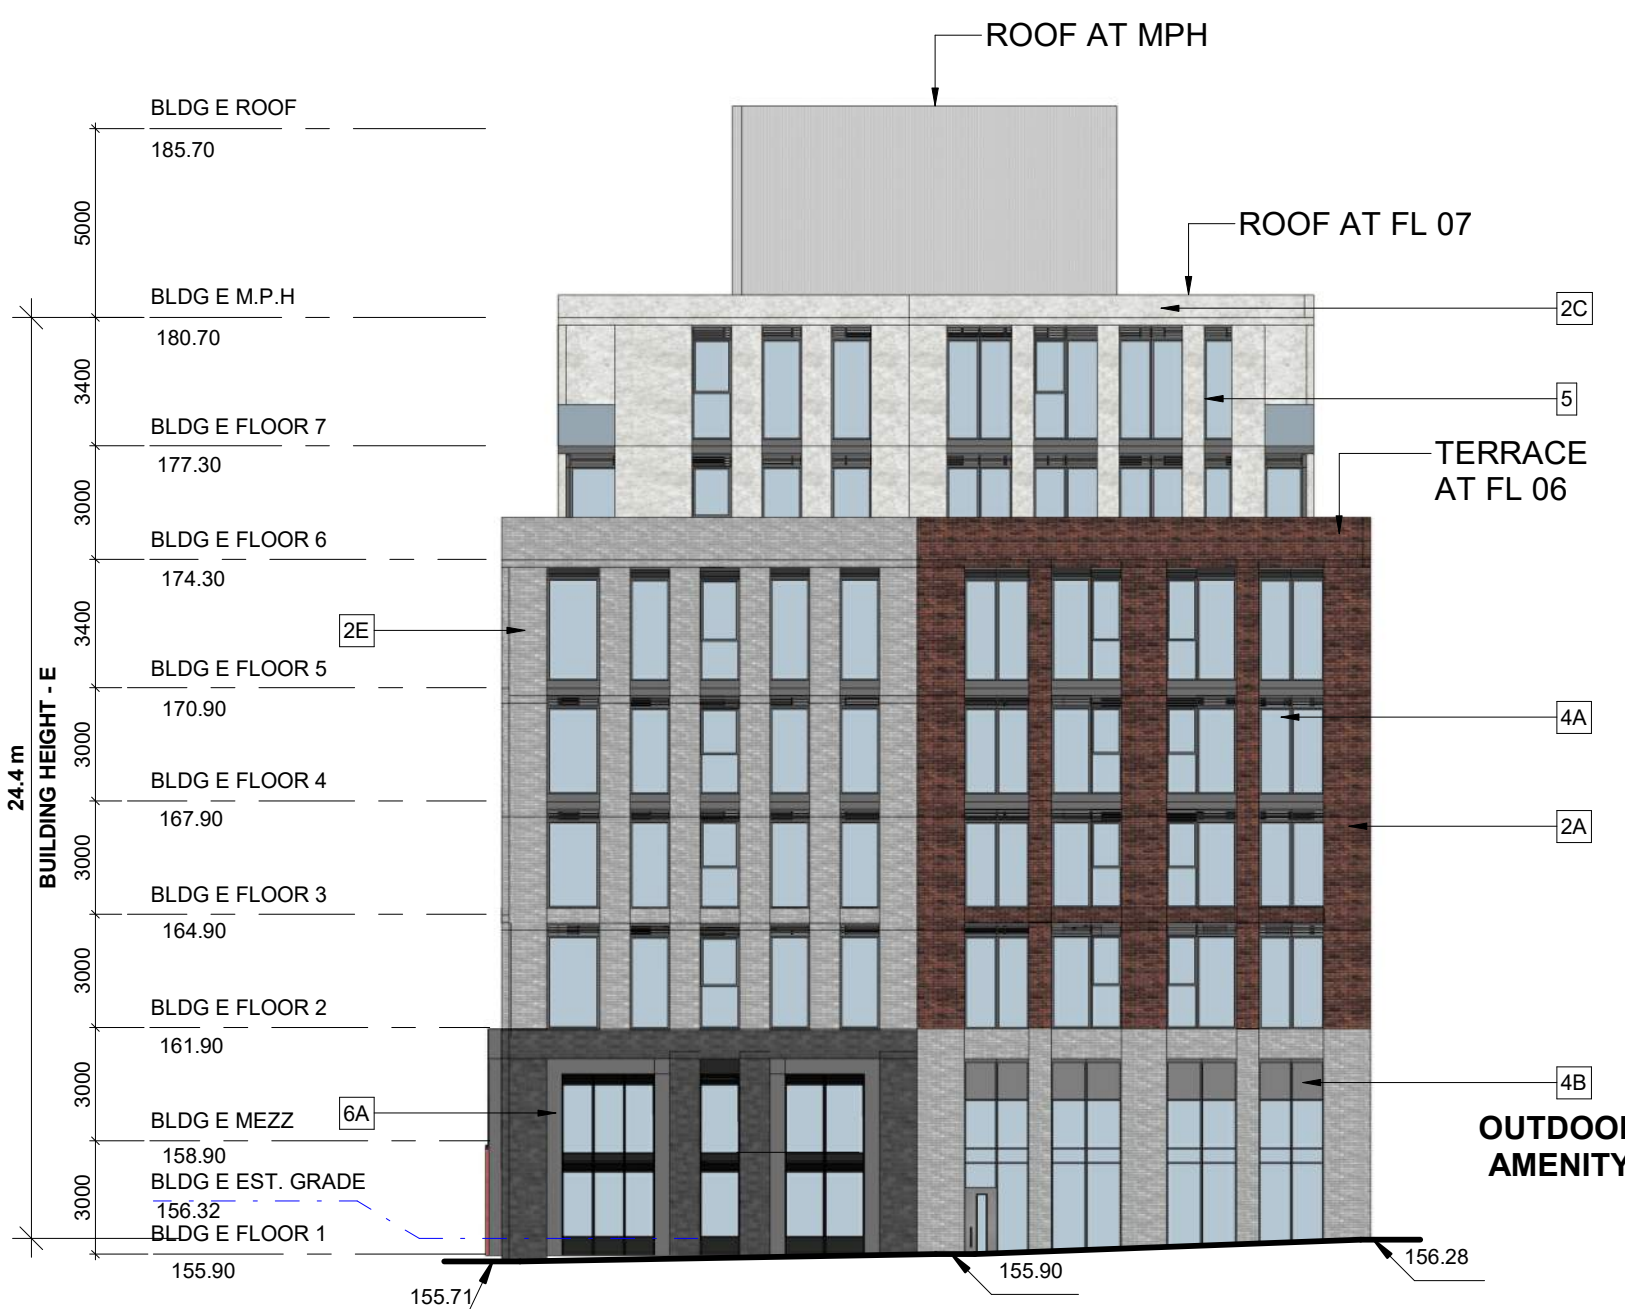 ROOF AT MPH
BLDG E ROOF
185.70
5000
ROOF AT FL 07
BLDG E M.P.H
180.70
2C
3400
5
BLDG E FLOOR 7
177.30
TERRACE
AT FL 06
3000
BLDG E FLOOR 6
174.30
3400
2E
BLDG E FLOOR 5
170.90
4A
3000
24.4 m
BUILDING HEIGHT - E
BLDG E FLOOR 4
167.90
2A
3000
BLDG E FLOOR 3
164.90
3000
BLDG E FLOOR 2
161.90
3000
4B
6A
BLDG E MEZZ
158.90
OUTDOOR
AMENITY
BLDG E EST. GRADE
156.32
3000
BLDG E FLOOR 1
155.90
155.71
155.90
156.28